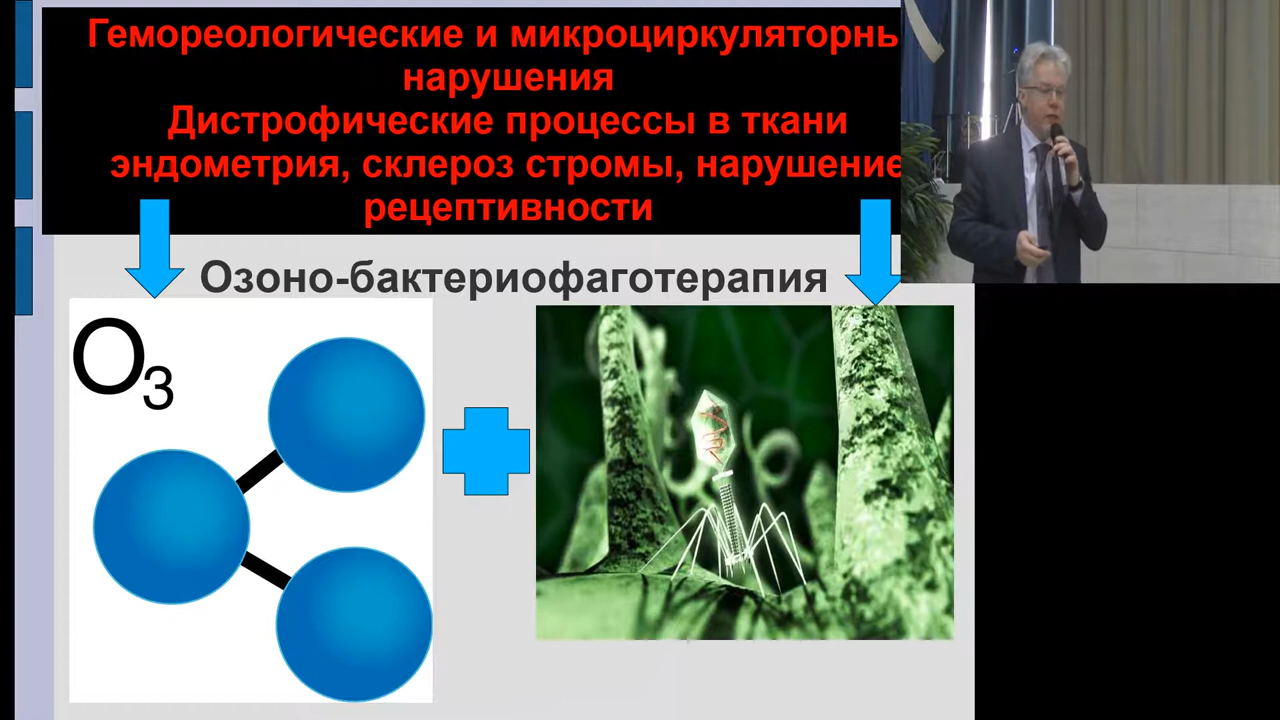 Гемореологические и микроциркуляторны
нарушения
Дистрофические процессы в ткани
эндометрия, склероз стромы, нарушение
рецептивности
Озоно-бактериофаготерапия
O3